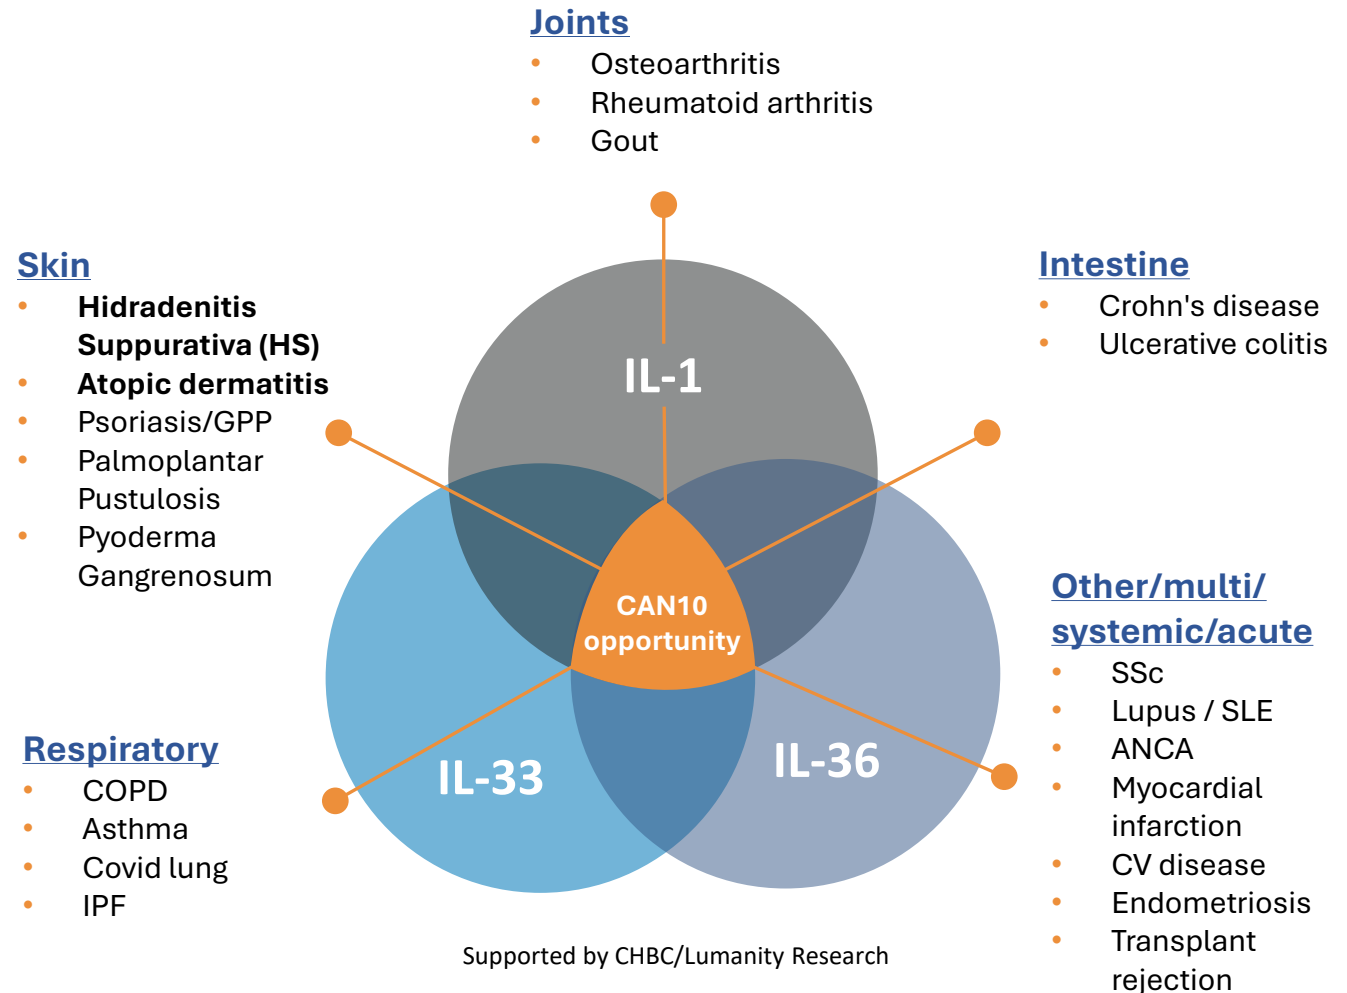 Joints
• Osteoarthritis
• Rheumatoid arthritis
• Gout
Skin
• Hidradenitis
Suppurativa (HS)
• Atopic dermatitis
• Psoriasis/GPP
• Palmoplantar
Pustulosis
• Pyoderma
Gangrenosum
Intestine
• Crohn's disease
• Ulcerative colitis
IL-1
CAN10
opportunity
IL-33
IL-36
Respiratory
• COPD
• Asthma
• Covid lung
• IPF
Other/multi/
systemic/acute
• SSc
• Lupus / SLE
• ANCA
• Myocardial
infarction
• CV disease
• Endometriosis
• Transplant
rejection
Supported by CHBC/Lumanity Research